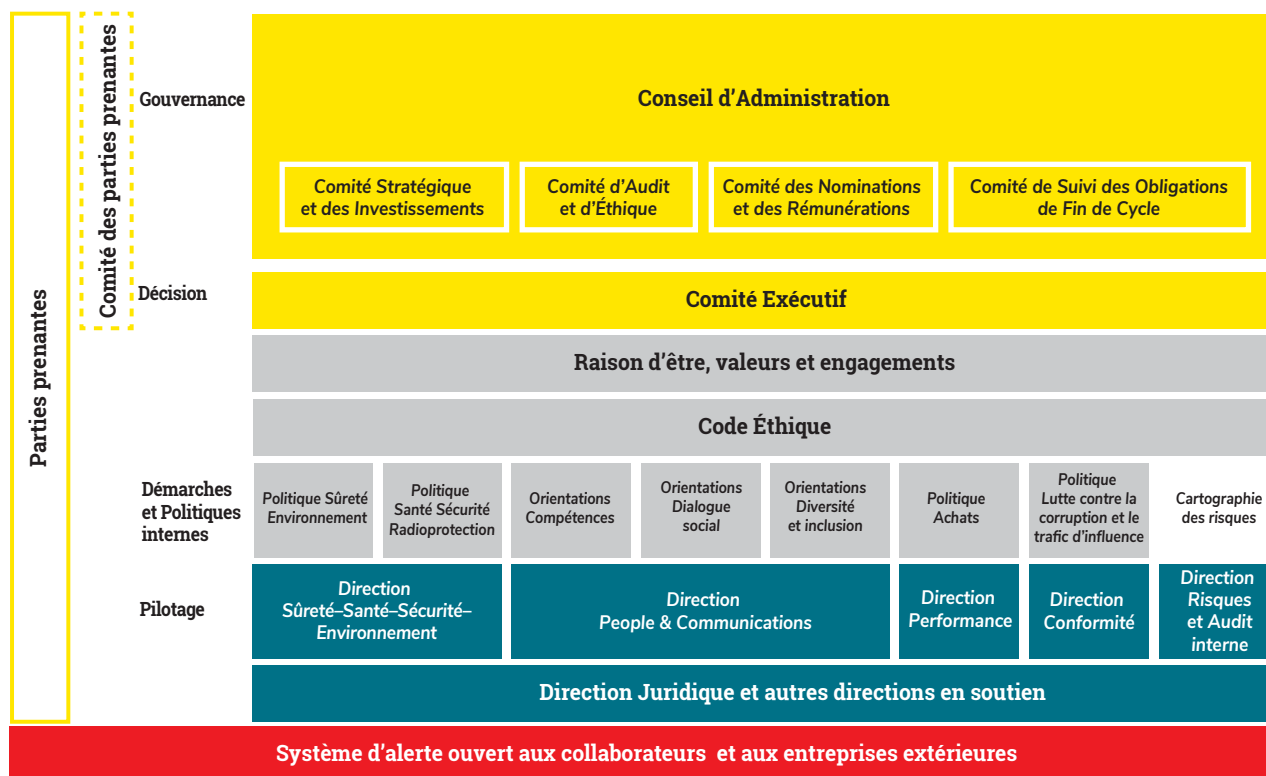 Parties prenantes
Comité des parties prenantes
Gouvernance
Conseil d'Administration
Comité Stratégique
et des Investissements
Comité d'Audit
et d'Éthique
Comité des Nominations
et des Rémunérations
Comité de Suivi des Obligations
de Fin de Cycle
Décision
Comité Exécutif
Raison d'être, valeurs et engagements
Code Éthique
Démarches
et Politiques
internes
Politique Sûreté
Environnement
Politique
Santé Sécurité
Radioprotection
Orientations
Compétences
Orientations
Dialogue
social
Orientations
Diversité
et inclusion
Politique
Achats
Politique
Lutte contre la
corruption et le
trafic d'influence
Cartographie
des risques
Pilotage
Direction
Sûreté–Santé–Sécurité–
Environnement
Direction
People & Communications
Direction
Performance
Direction
Conformité
Direction
Risques
et Audit
interne
Direction Juridique et autres directions en soutien
Système d'alerte ouvert aux collaborateurs et aux entreprises extérieures